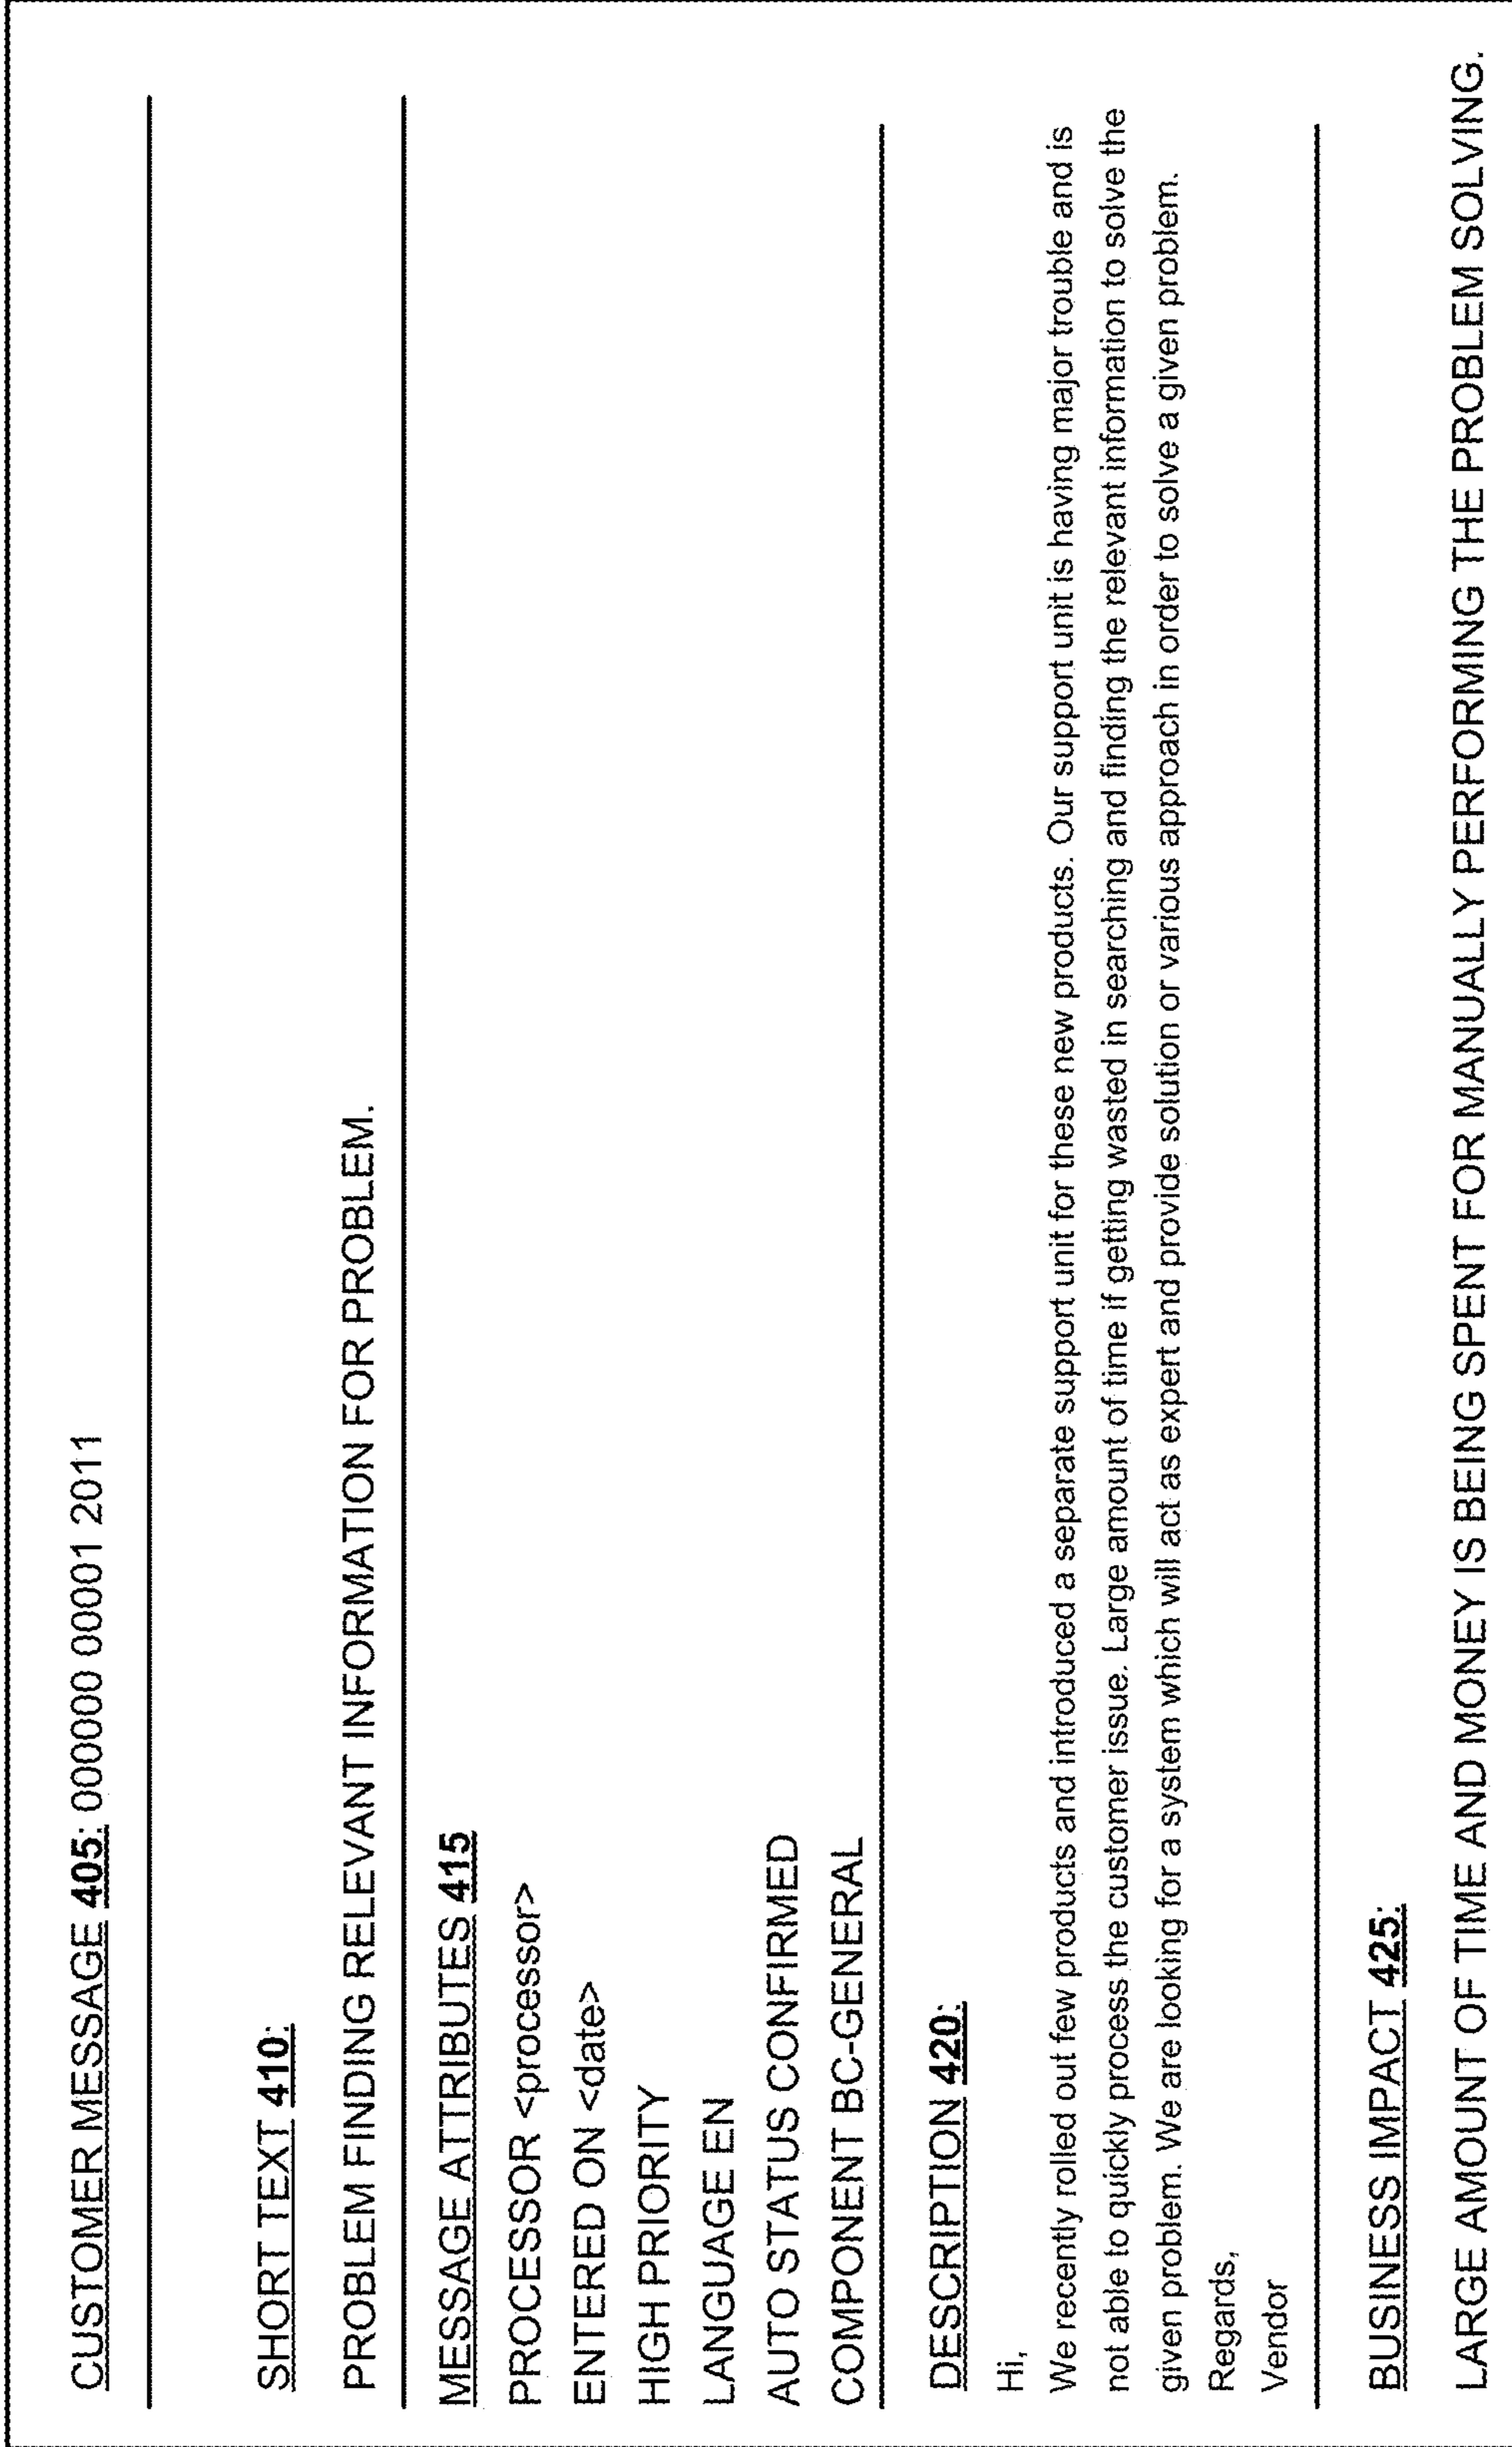 CUSTOMER MESSAGE 405: 000000 00001 2011
SHORT TEXT 410:
PROBLEM FINDING RELEVANT INFORMATION FOR PROBLEM.
MESSAGE ATTRIBUTES 415
PROCESSOR <processor>
ENTERED ON <date>
HIGH PRIORITY
LANGUAGE EN
AUTO STATUS CONFIRMED
COMPONENT BC-GENERAL
DESCRIPTION 420:
Hi,
We recently rolled out few products and introduced a separate support unit for these new products. Our support unit is having major trouble and is
not able to quickly process the customer issue. Large amount of time if getting wasted in searching and finding the relevant information to solve the
given problem. We are looking for a system which will act as expert and provide solution or various approach in order to solve a given problem.
Regards,
Vendor
BUSINESS IMPACT 425:
LARGE AMOUNT OF TIME AND MONEY IS BEING SPENT FOR MANUALLY PERFORMING THE PROBLEM SOLVING.